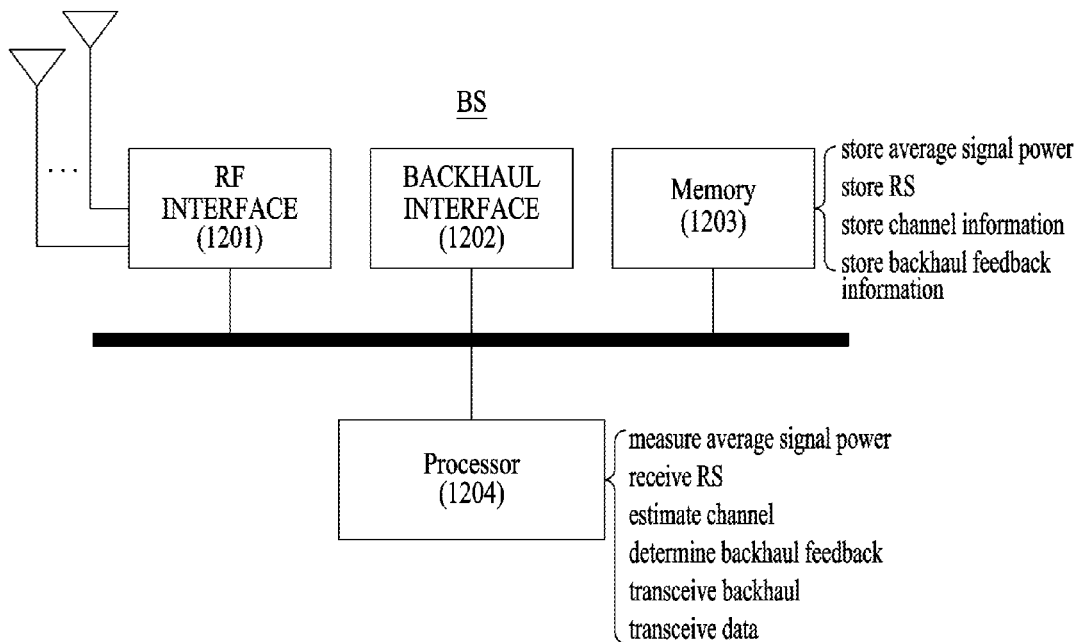 BS
RF
INTERFACE
(1201)
BACKHAUL
INTERFACE
(1202)
Memory
(1203)
store average signal power
store RS
store channel information
store backhaul feedback
information
Processor
(1204)
measure average signal power
receive RS
estimate channel
determine backhaul feedback
transceive backhaul
transceive data